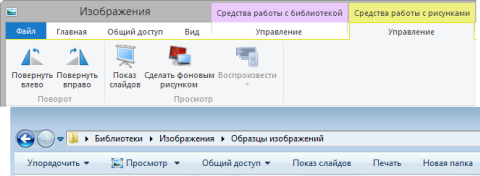 Изображения Средства работы с библиотекой Средства работы с рисунками
Файл Главная Общий доступ Вид Управление Управление
Повернуть Повернуть Показ Сделать фоновым Воспроизвести
влево вправо слайдов рисунком
Поворот Просмотр
Библиотеки Изображения Образцы изображений
Упорядочить Просмотр Общий доступ Показ слайдов Печать Новая папка